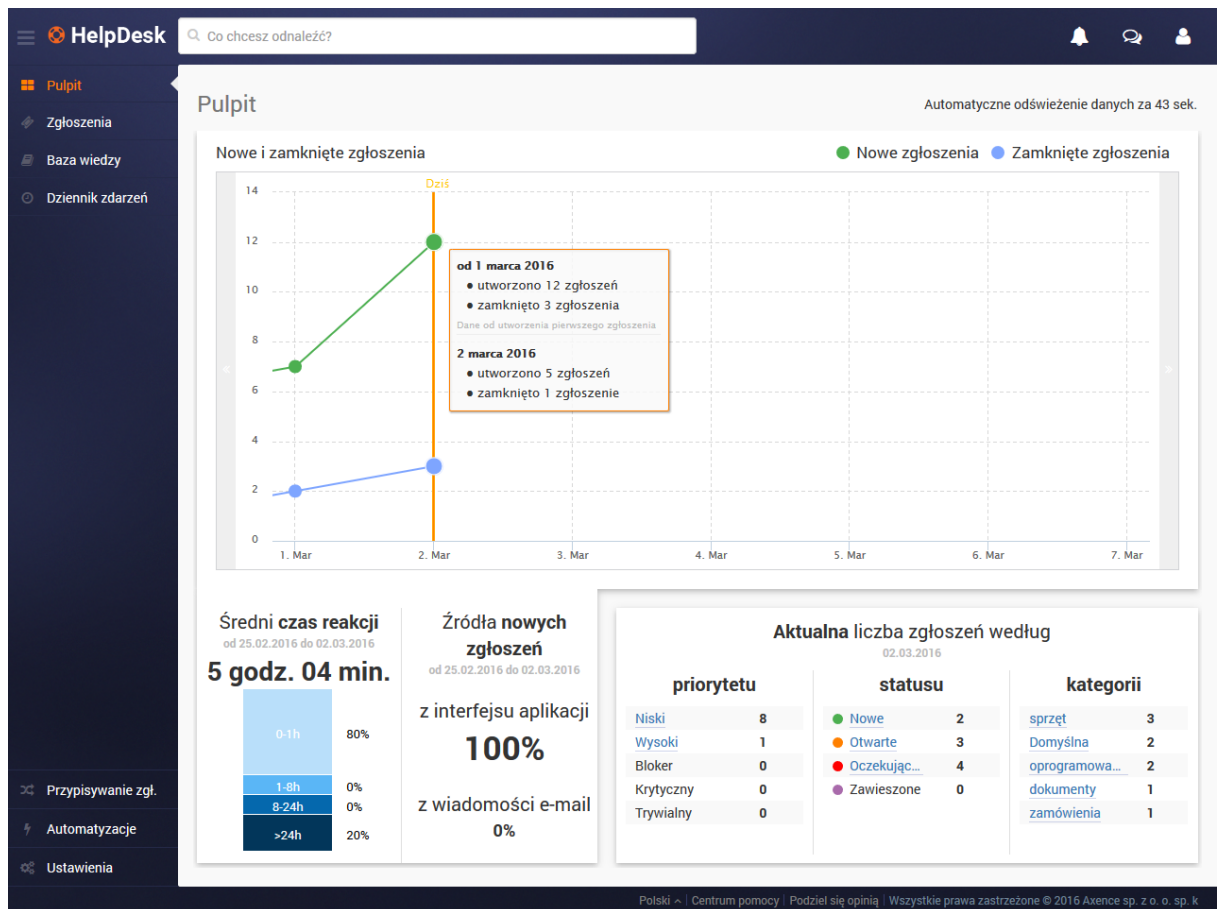 HelpDesk
Co chcesz odnaleźć?
Pulpit
Zgłoszenia
Baza wiedzy
Dziennik zdarzeń
Przypisywanie zgł.
Automatyzacje
Ustawienia
Pulpit
Automatyczne odświeżenie danych za 43 sek.
Nowe i zamknięte zgłoszenia
Nowe zgłoszenia Zamknięte zgłoszenia
Dziś
14
12
10
8
6
4
2
0
od 1 marca 2016
• utworzono 12 zgłoszeń
• zamknięto 3 zgłoszenia
Dane od utworzenia pierwszego zgłoszenia
2 marca 2016
• utworzono 5 zgłoszeń
• zamknięto 1 zgłoszenie
« »
1. Mar 2. Mar 3. Mar 4. Mar 5. Mar 6. Mar 7. Mar
Średni czas reakcji
od 25.02.2016 do 02.03.2016
5 godz. 04 min.
0-1h 80%
1-8h 0%
8-24h 0%
>24h 20%
Źródła nowych
zgłoszeń
od 25.02.2016 do 02.03.2016
z interfejsu aplikacji
100%
z wiadomości e-mail
0%
Aktualna liczba zgłoszeń według
02.03.2016
priorytetu
Niski 8
Wysoki 1
Bloker 0
Krytyczny 0
Trywialny 0
statusu
Nowe 2
Otwarte 3
Oczekując... 4
Zawieszone 0
kategorii
sprzęt 3
Domyślna 2
oprogramowa... 2
dokumenty 1
zamówienia 1
Polski | Centrum pomocy | Podziel się opinią | Wszystkie prawa zastrzeżone © 2016 Axence sp. z o. o. sp. k